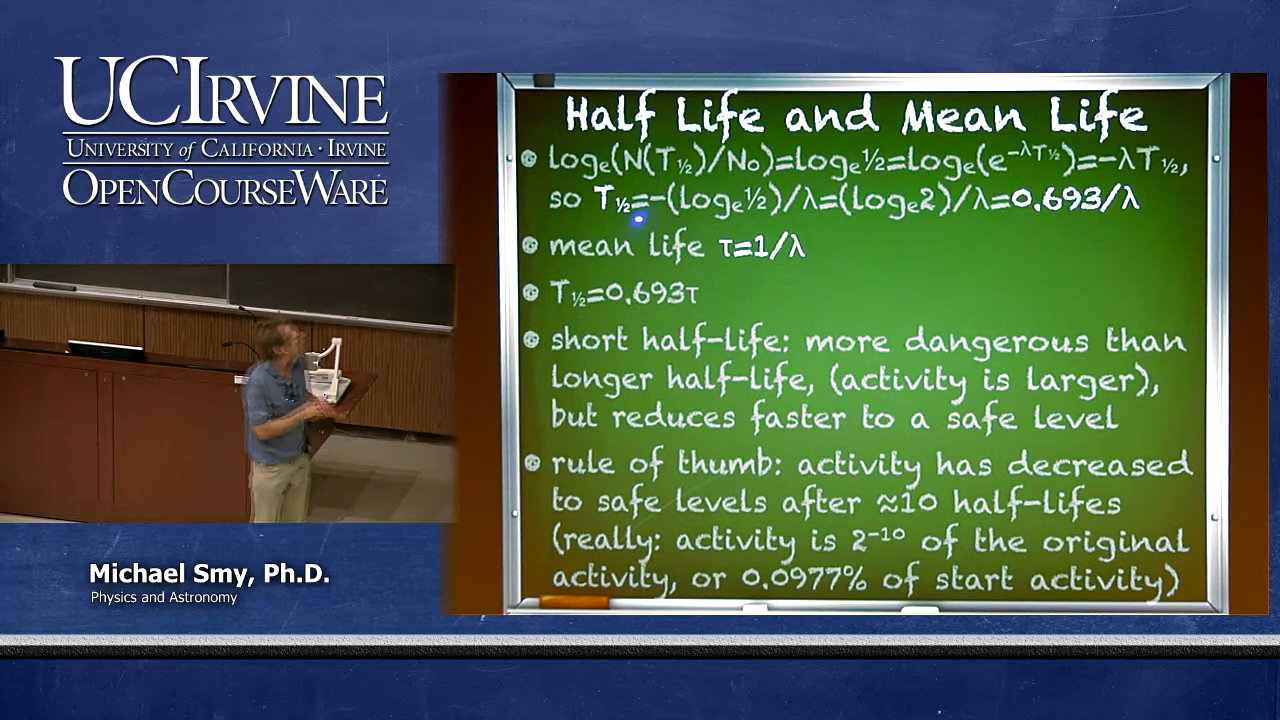 UCIRVINE
UNIVERSITY of CALIFORNIA · IRVINE
OPENCOURSEWARE
Michael Smy, Ph.D.
Physics and Astronomy
Half Life and Mean Life
logₑ(N(T½)/N₀)=logₑ½=logₑ(e⁻λT½)=-λT½,
so T½=-(logₑ½)/λ=(logₑ2)/λ=0.693/λ
mean life τ=1/λ
T½=0.693τ
short half-life: more dangerous than
longer half-life, (activity is larger),
but reduces faster to a safe level
rule of thumb: activity has decreased
to safe levels after ≈10 half-lifes
(really: activity is 2⁻¹⁰ of the original
activity, or 0.0977% of start activity)